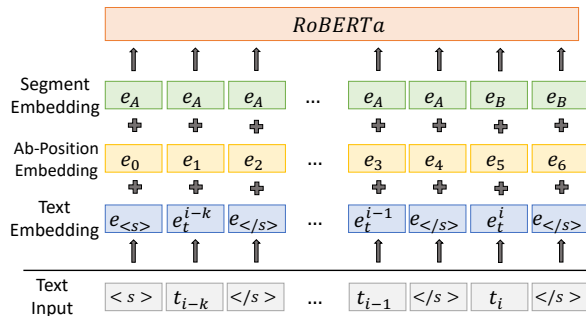 RoBERTa
Segment Embedding e_A e_A e_A ... e_A e_A e_B e_B
Ab-Position Embedding e_0 e_1 e_2 ... e_3 e_4 e_5 e_6
Text Embedding e_{<s>} e_t^{i-k} e_{</s>} ... e_t^{i-1} e_{</s>} e_t^i e_{</s>}
Text Input <s> t_{i-k} </s> ... t_{i-1} </s> t_i </s>